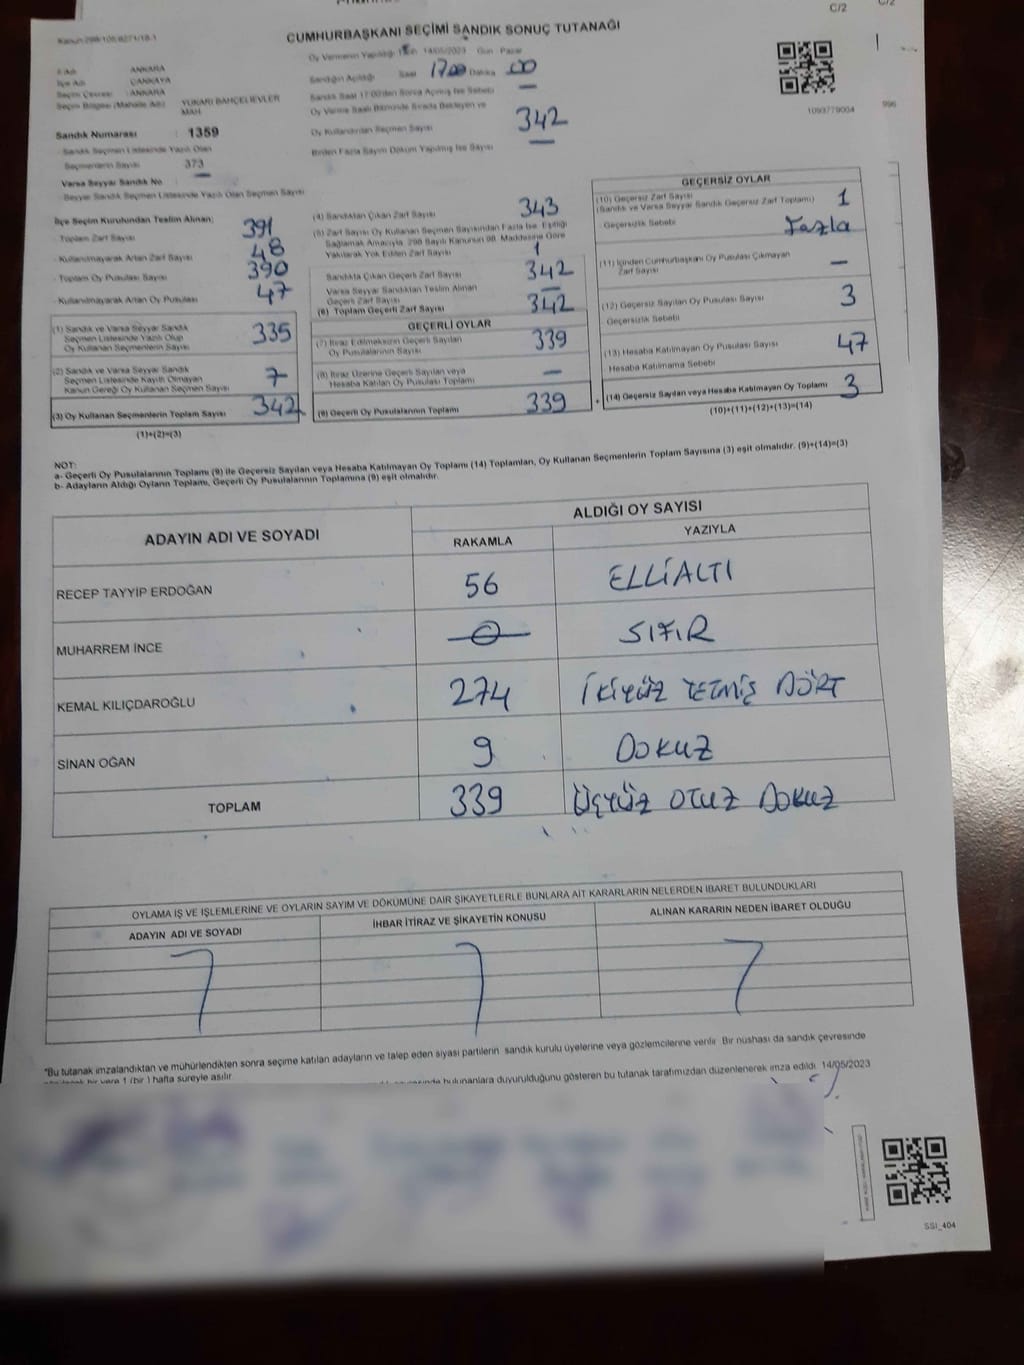 C/2
C/2
Kanun 298/105-6271/18-1
CUMHURBAŞKANI SEÇİMİ SANDIK SONUÇ TUTANAĞI
İl Adı ANKARA
İlçe Adı ÇANKAYA
Seçim Çevresi : ANKARA
Seçim Bölgesi (Mahalle Adı) YUKARI BAHÇELİEVLER MAH
Sandık Numarası : 1359
Sandık Seçmen Listesinde Yazılı Olan
Seçmenlerin Sayısı 373
Varsa Seyyar Sandık No —
Seyyar Sandık Seçmen Listesinde Yazılı Olan Seçmen Sayısı
Oy Vermenin Yapıldığı 14/05/2023 Gün Pazar
Sandığın Açıldığı Saat 17:00 Dakika 00
Sandık Saat 17:00'den Sonra Açılmış İse Sebebi —
Oy Verme Saati Bitiminde Sırada Bekleyen ve
Oy Kullandırılan Seçmen Sayısı 342
Birden Fazla Sayım Döküm Yapılmış İse Sayısı —
1093779004
996
İlçe Seçim Kurulundan Teslim Alınan;
Toplam Zarf Sayısı 391
Kullanılmayarak Artan Zarf Sayısı 48
Toplam Oy Pusulası Sayısı 390
Kullanılmayarak Artan Oy Pusulası 47
(1) Sandık ve Varsa Seyyar Sandık
Seçmen Listesinde Yazılı Olup
Oy Kullanan Seçmenlerin Sayısı 335
(2) Sandık ve Varsa Seyyar Sandık
Seçmen Listesinde Kayıtlı Olmayan
Kanun Gereği Oy Kullanan Seçmen Sayısı 7
(3) Oy Kullanan Seçmenlerin Toplam Sayısı 342
(1)+(2)=(3)
(4) Sandıktan Çıkan Zarf Sayısı 343
(5) Zarf Sayısı Oy Kullanan Seçmen Sayısından Fazla İse, Eşitliği
Sağlamak Amacıyla, 298 Sayılı Kanunun 98. Maddesine Göre
Yakılarak Yok Edilen Zarf Sayısı 1
Sandıkta Çıkan Geçerli Zarf Sayısı 342
Varsa Seyyar Sandıktan Teslim Alınan
Geçerli Zarf Sayısı —
(6) Toplam Geçerli Zarf Sayısı 342
GEÇERLİ OYLAR
(7) İtiraz Edilmeksizin Geçerli Sayılan
Oy Pusulalarının Sayısı 339
(8) İtiraz Üzerine Geçerli Sayılan veya
Hesaba Katılan Oy Pusulası Toplamı —
(9) Geçerli Oy Pusulalarının Toplamı 339
GEÇERSİZ OYLAR
(10) Geçersiz Zarf Sayısı
(Sandık ve Varsa Seyyar Sandık Geçersiz Zarf Toplamı) 1
Geçersizlik Sebebi Fazla
(11) İçinden Cumhurbaşkanı Oy Pusulası Çıkmayan
Zarf Sayısı —
(12) Geçersiz Sayılan Oy Pusulası Sayısı 3
Geçersizlik Sebebi
(13) Hesaba Katılmayan Oy Pusulası Sayısı 47
Hesaba Katılmama Sebebi
+ (14) Geçersiz Sayılan veya Hesaba Katılmayan Oy Toplamı 3
(10)+(11)+(12)+(13)=(14)
NOT:
a- Geçerli Oy Pusulalarının Toplamı (9) ile Geçersiz Sayılan veya Hesaba Katılmayan Oy Toplamı (14) Toplamları, Oy Kullanan Seçmenlerin Toplam Sayısına (3) eşit olmalıdır. (9)+(14)=(3)
b- Adayların Aldığı Oyların Toplamı, Geçerli Oy Pusulalarının Toplamına (9) eşit olmalıdır.
ADAYIN ADI VE SOYADI
ALDIĞI OY SAYISI
RAKAMLA YAZIYLA
RECEP TAYYİP ERDOĞAN 56 ELLİALTI
MUHARREM İNCE 0 SIFIR
KEMAL KILIÇDAROĞLU 274 İKİYÜZ YETMİŞ DÖRT
SİNAN OĞAN 9 DOKUZ
TOPLAM 339 ÜÇYÜZ OTUZ DOKUZ
OYLAMA İŞ VE İŞLEMLERİNE VE OYLARIN SAYIM VE DÖKÜMÜNE DAİR ŞİKAYETLERLE BUNLARA AİT KARARLARIN NELERDEN İBARET BULUNDUKLARI
ADAYIN ADI VE SOYADI İHBAR İTİRAZ VE ŞİKAYETİN KONUSU ALINAN KARARIN NEDEN İBARET OLDUĞU
*Bu tutanak imzalandıktan ve mühürlendikten sonra seçime katılan adayların ve talep eden siyasi partilerin sandık kurulu üyelerine veya gözlemcilerine verilir. Bir nüshası da sandık çevresinde
bir yere 1 (bir) hafta süreyle asılır.
bulunanlara duyurulduğunu gösteren bu tutanak tarafımızdan düzenlenerek imza edildi. 14/05/2023
SSI_404